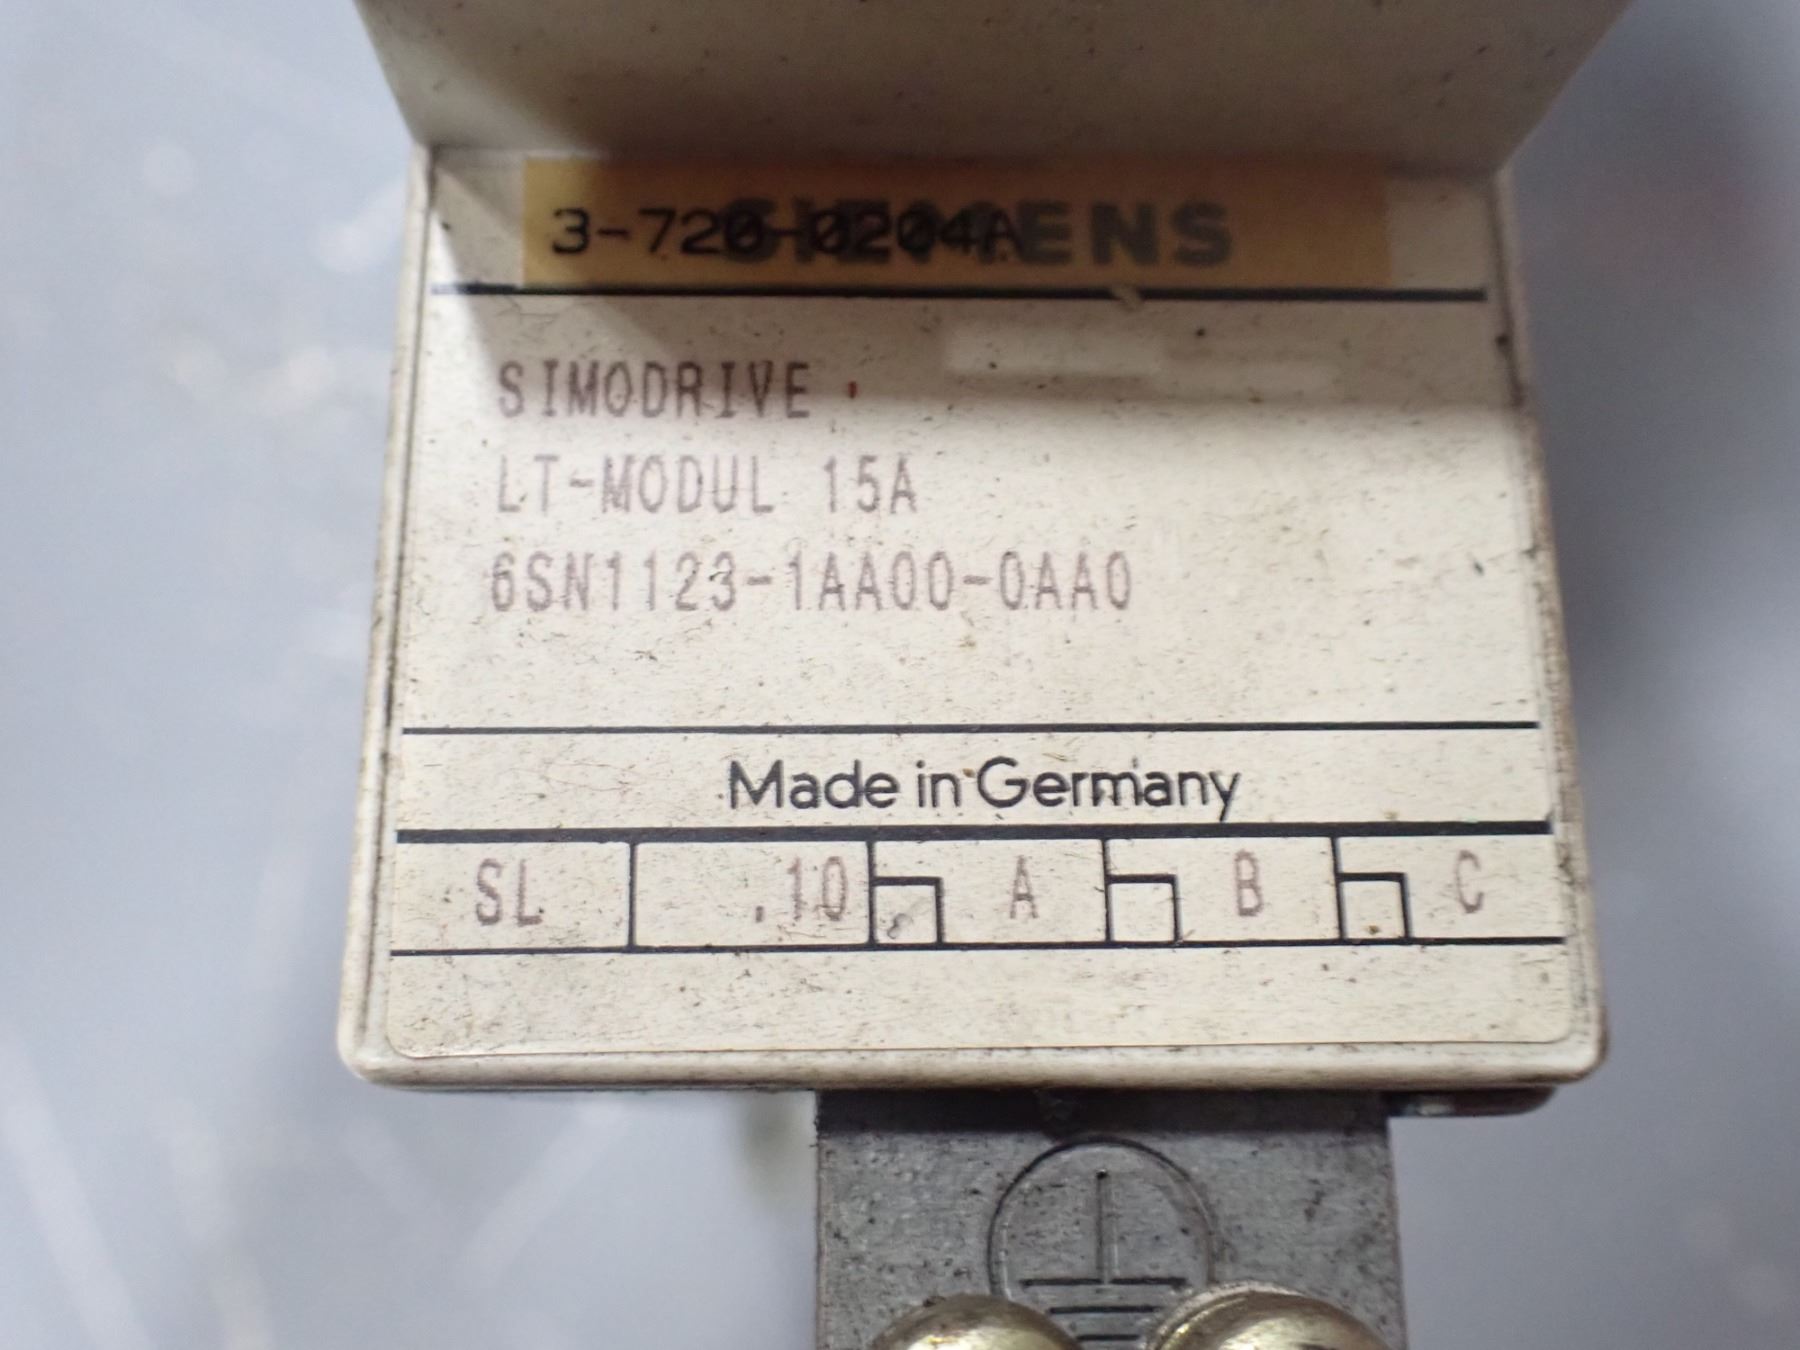 3-720-0204A
SIEMENS
SIMODRIVE
LT-MODUL 15A
6SN1123-1AA00-0AA0
Made in Germany
SL .10 A B C